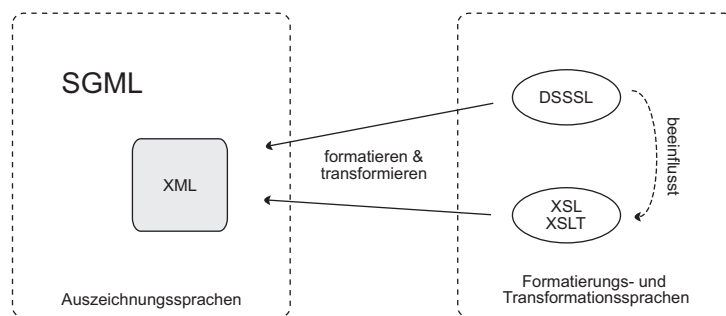 SGML
XML
Auszeichnungssprachen
formatieren &
transformieren
DSSSL
beeinflusst
XSL
XSLT
Formatierungs- und
Transformationssprachen